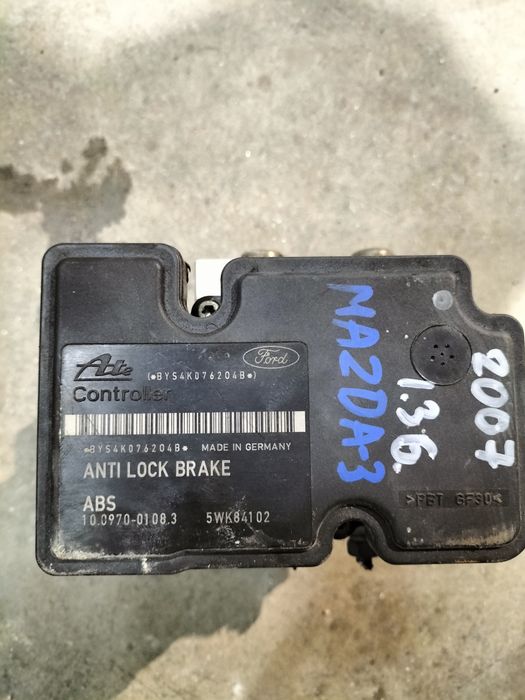 Ate
(*BYS4K076204B*)
Ford
Controller
*BYS4K076204B* MADE IN GERMANY
ANTI LOCK BRAKE
ABS
10.0970-0108.3 5WK84102
MAZDA-3
1.36
2007
>PBT GF30<